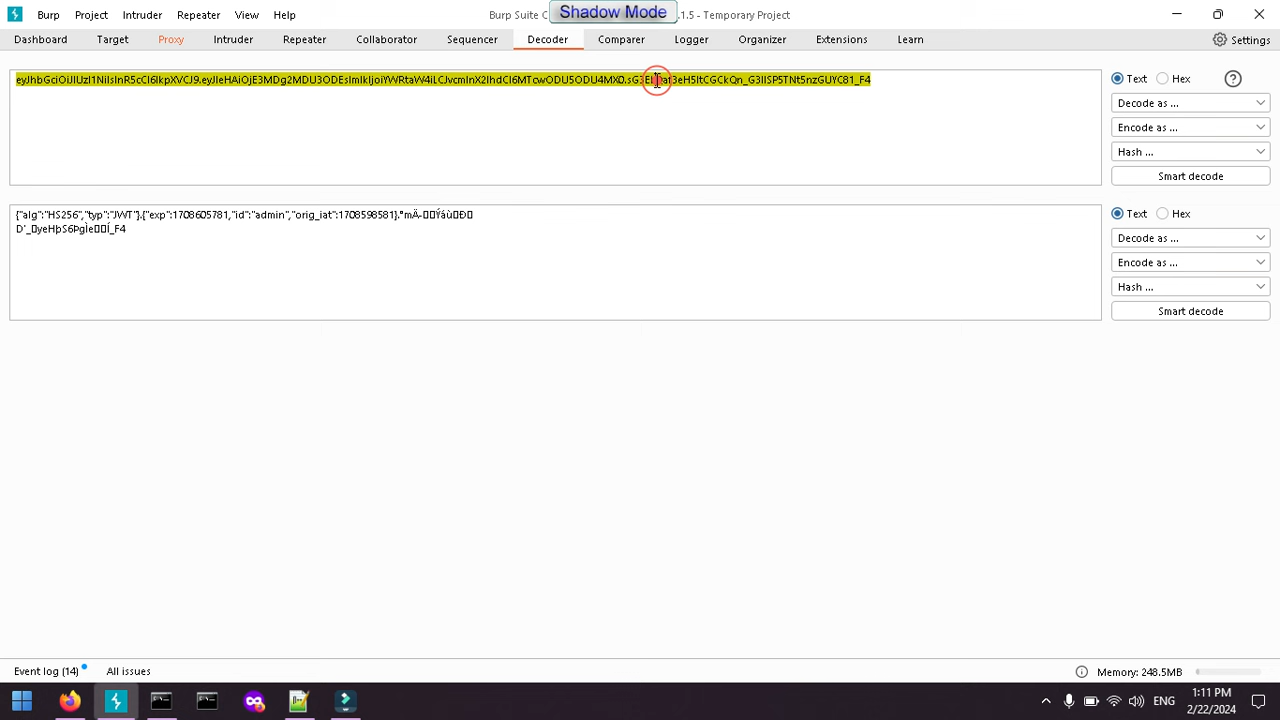 Burp Project Intruder Repeater View Help Burp Suite C Shadow Mode .1.5 - Temporary Project
Dashboard Target Proxy Intruder Repeater Collaborator Sequencer Decoder Comparer Logger Organizer Extensions Learn Settings
Text Hex ?
Decode as ...
Encode as ...
Hash ...
Smart decode
{"alg":"HS256","typ":"JWT"}.{"exp":1708605781,"id":"admin","orig_iat":1708598581}.
Text Hex
Decode as ...
Encode as ...
Hash ...
Smart decode
Event log (14) All issues Memory: 248.5MB
ENG 1:11 PM
2/22/2024